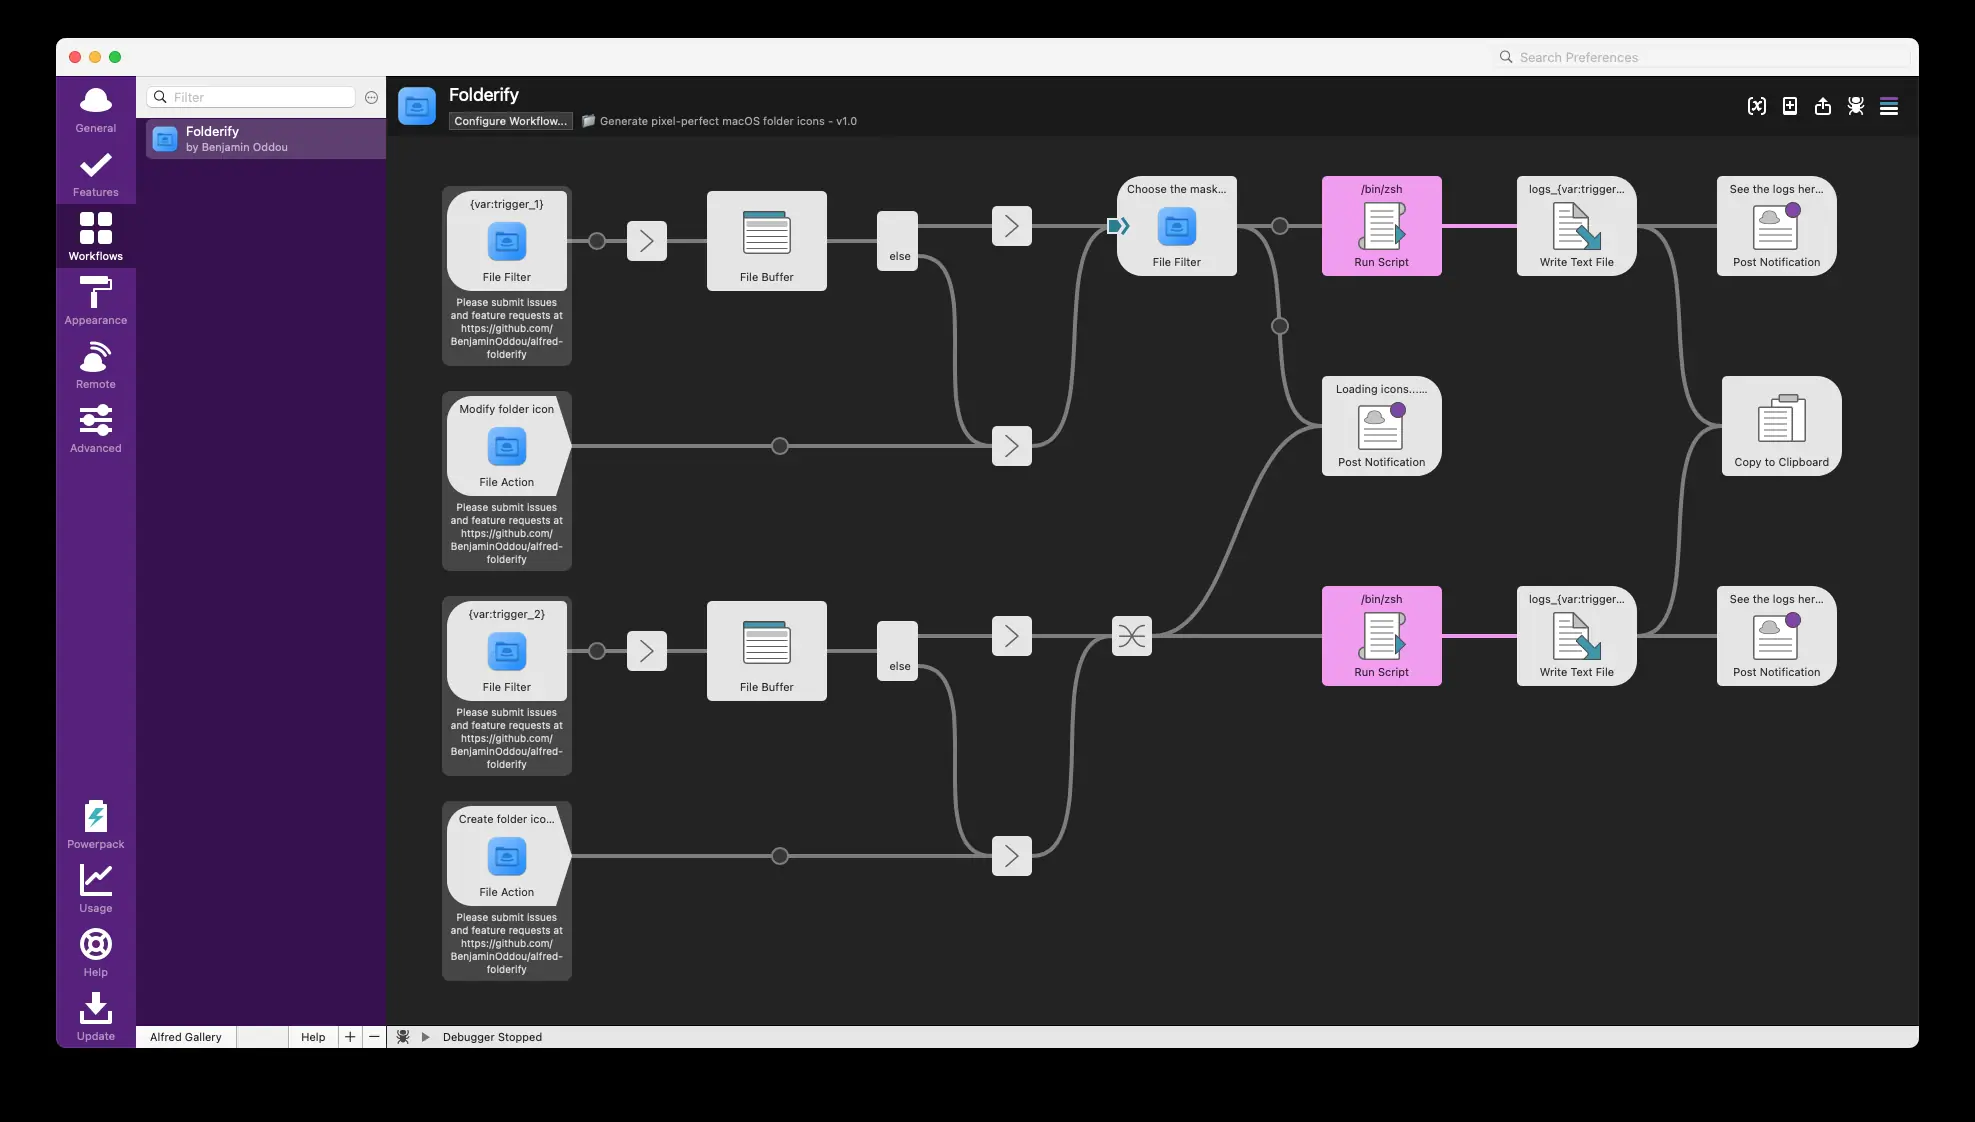 Search Preferences
General
Features
Workflows
Appearance
Remote
Advanced
Powerpack
Usage
Help
Update
Filter
Folderify
by Benjamin Oddou
Alfred Gallery
Help
+
−
Folderify
Configure Workflow...
Generate pixel-perfect macOS folder icons - v1.0
{var:trigger_1}
File Filter
Please submit issues
and feature requests at
https://github.com/
BenjaminOddou/alfred-
folderify
File Buffer
else
Choose the mask...
File Filter
/bin/zsh
Run Script
logs_{var:trigger...
Write Text File
See the logs her...
Post Notification
Modify folder icon
File Action
Please submit issues
and feature requests at
https://github.com/
BenjaminOddou/alfred-
folderify
Loading icons......
Post Notification
Copy to Clipboard
{var:trigger_2}
File Filter
Please submit issues
and feature requests at
https://github.com/
BenjaminOddou/alfred-
folderify
File Buffer
else
/bin/zsh
Run Script
logs_{var:trigger...
Write Text File
See the logs her...
Post Notification
Create folder ico...
File Action
Please submit issues
and feature requests at
https://github.com/
BenjaminOddou/alfred-
folderify
Debugger Stopped